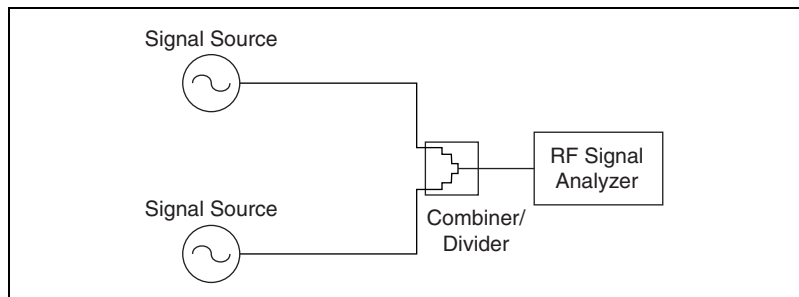 Signal Source
RF Signal
Analyzer
Signal Source
Combiner/
Divider